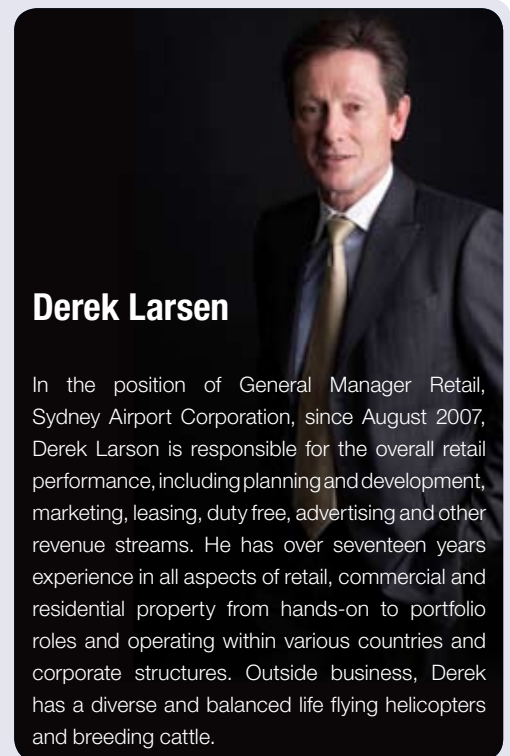 Derek Larsen
In the position of General Manager Retail,
Sydney Airport Corporation, since August 2007,
Derek Larson is responsible for the overall retail
performance, including planning and development,
marketing, leasing, duty free, advertising and other
revenue streams. He has over seventeen years
experience in all aspects of retail, commercial and
residential property from hands-on to portfolio
roles and operating within various countries and
corporate structures. Outside business, Derek
has a diverse and balanced life flying helicopters
and breeding cattle.